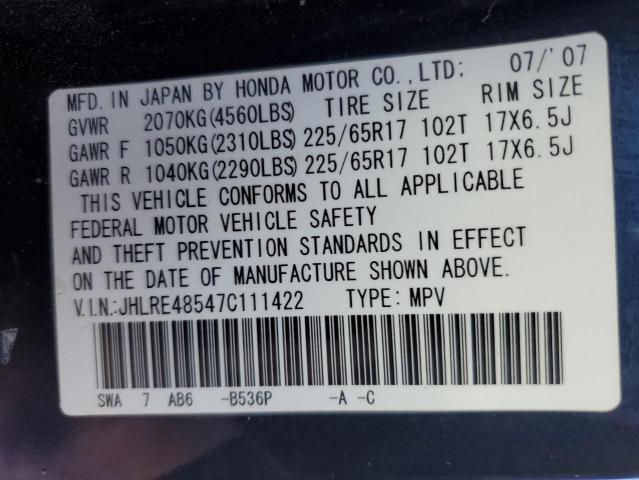 MFD. IN JAPAN BY HONDA MOTOR CO.,LTD: 07/'07
GVWR 2070KG(4560LBS) TIRE SIZE RIM SIZE
GAWR F 1050KG(2310LBS) 225/65R17 102T 17X6.5J
GAWR R 1040KG(2290LBS) 225/65R17 102T 17X6.5J
THIS VEHICLE CONFORMS TO ALL APPLICABLE
FEDERAL MOTOR VEHICLE SAFETY
AND THEFT PREVENTION STANDARDS IN EFFECT
ON THE DATE OF MANUFACTURE SHOWN ABOVE.
V.I.N.:JHLRE48547C111422 TYPE: MPV
SWA 7 AB6 -B536P -A -C